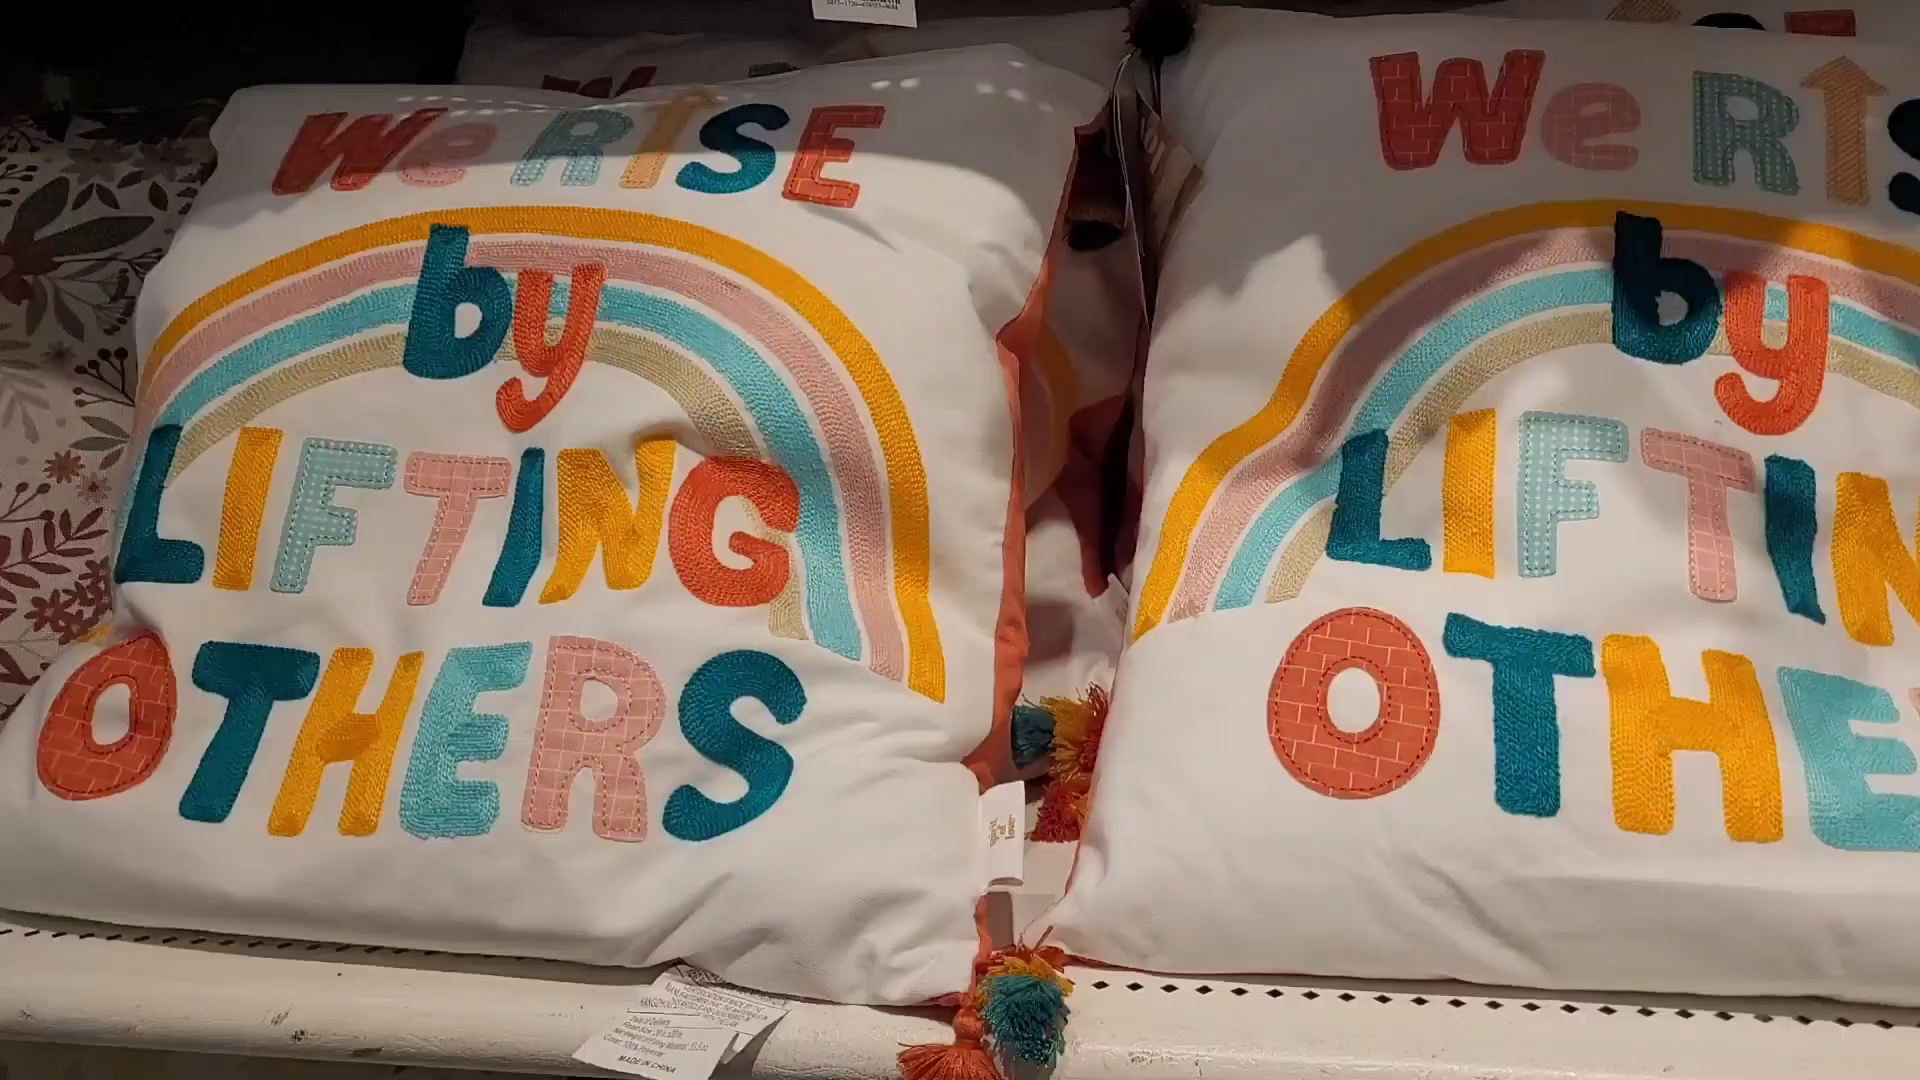 We RISE
by
LIFTING
OTHERS
We RIS
by
LIFTIN
OTHE
MADE IN CHINA